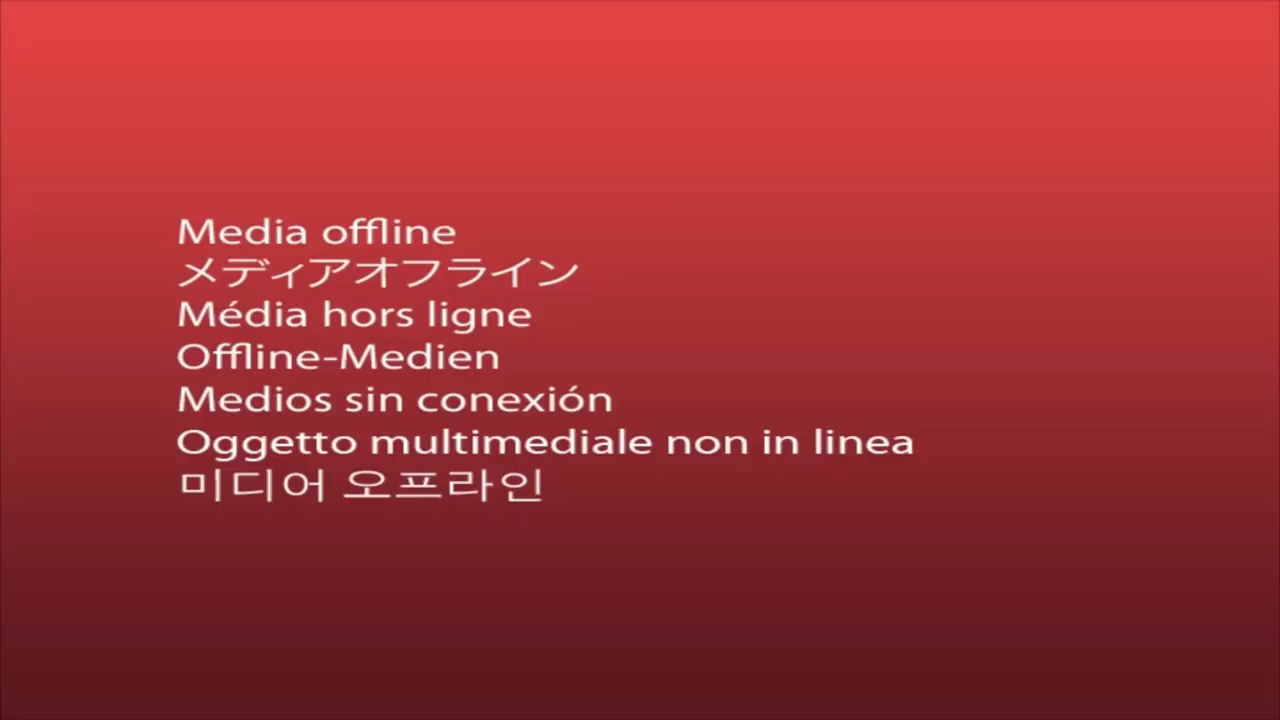 Media offline
メディアオフライン
Média hors ligne
Offline-Medien
Medios sin conexión
Oggetto multimediale non in linea
미디어 오프라인